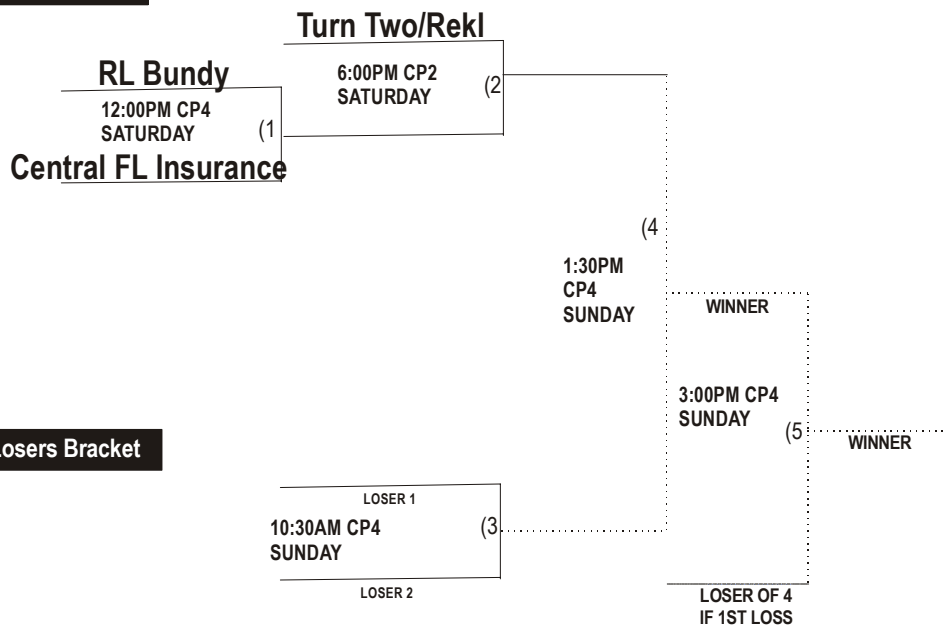 Turn Two/Rekl
RL Bundy
6:00PM CP2
SATURDAY
(2
12:00PM CP4
SATURDAY
(1
Central FL Insurance
(4
1:30PM
CP4
SUNDAY
WINNER
3:00PM CP4
SUNDAY
(5
WINNER
Losers Bracket
LOSER 1
10:30AM CP4
SUNDAY
(3
LOSER 2
LOSER OF 4
IF 1ST LOSS